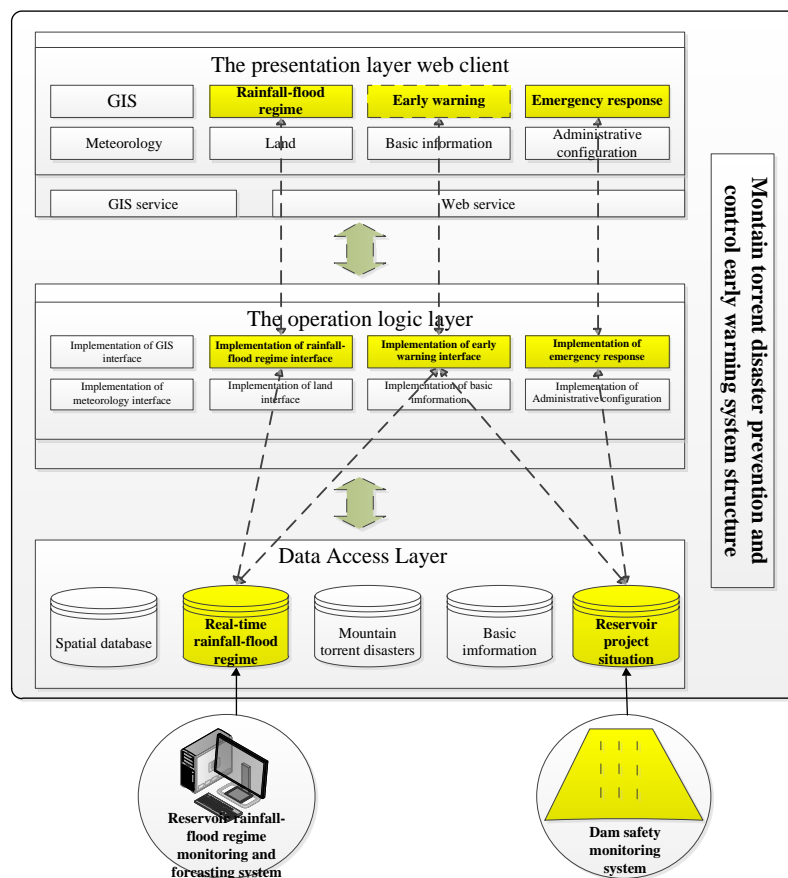 The presentation layer web client
GIS
Rainfall-flood
regime
Early warning
Emergency response
Meteorology
Land
Basic information
Administrative
configuration
GIS service
Web service
The operation logic layer
Implementation of GIS
interface
Implementation of rainfall-
flood regime interface
Implementation of early
warning interface
Implementation of
emergency response
Implementation of
meteorology interface
Implementation of land
interface
Implementation of basic
imformation
Implementation of
Administrative configuration
Data Access Layer
Spatial database
Real-time
rainfall-flood
regime
Mountain
torrent disasters
Basic
imformation
Reservoir
project
situation
Montain torrent disaster prevention and
control early warning system structure
Reservoir rainfall-
flood regime
monitoring and
foreasting system
Dam safety
monitoring
system